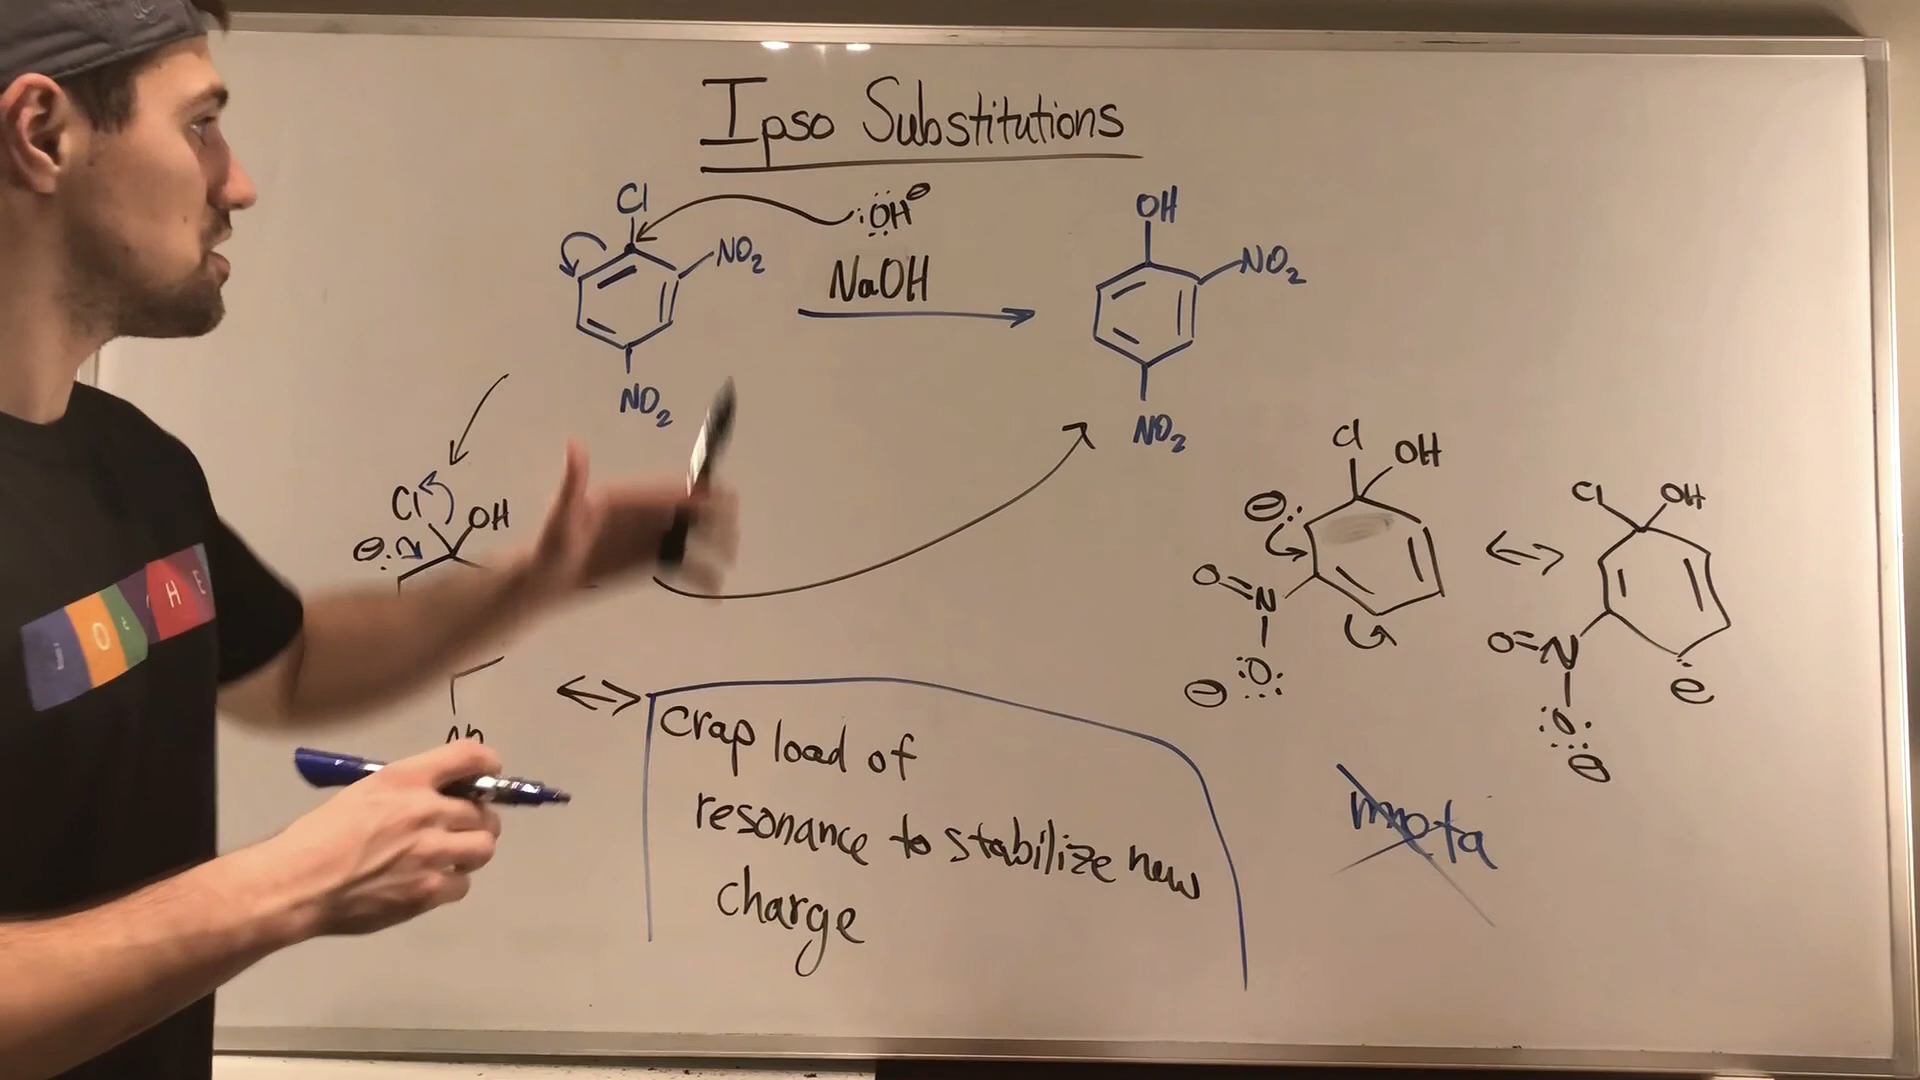 Ipso Substitutions
Cl
:ÖH⊖
NO₂
NaOH
NO₂
OH
NO₂
NO₂
Cl
OH
⊖:
Cl
OH
⊖:
O=N
:O:
⊖
Cl
OH
O=N
:O:
⊖
⊖
crap load of
resonance to stabilize new
charge
meta
H
O